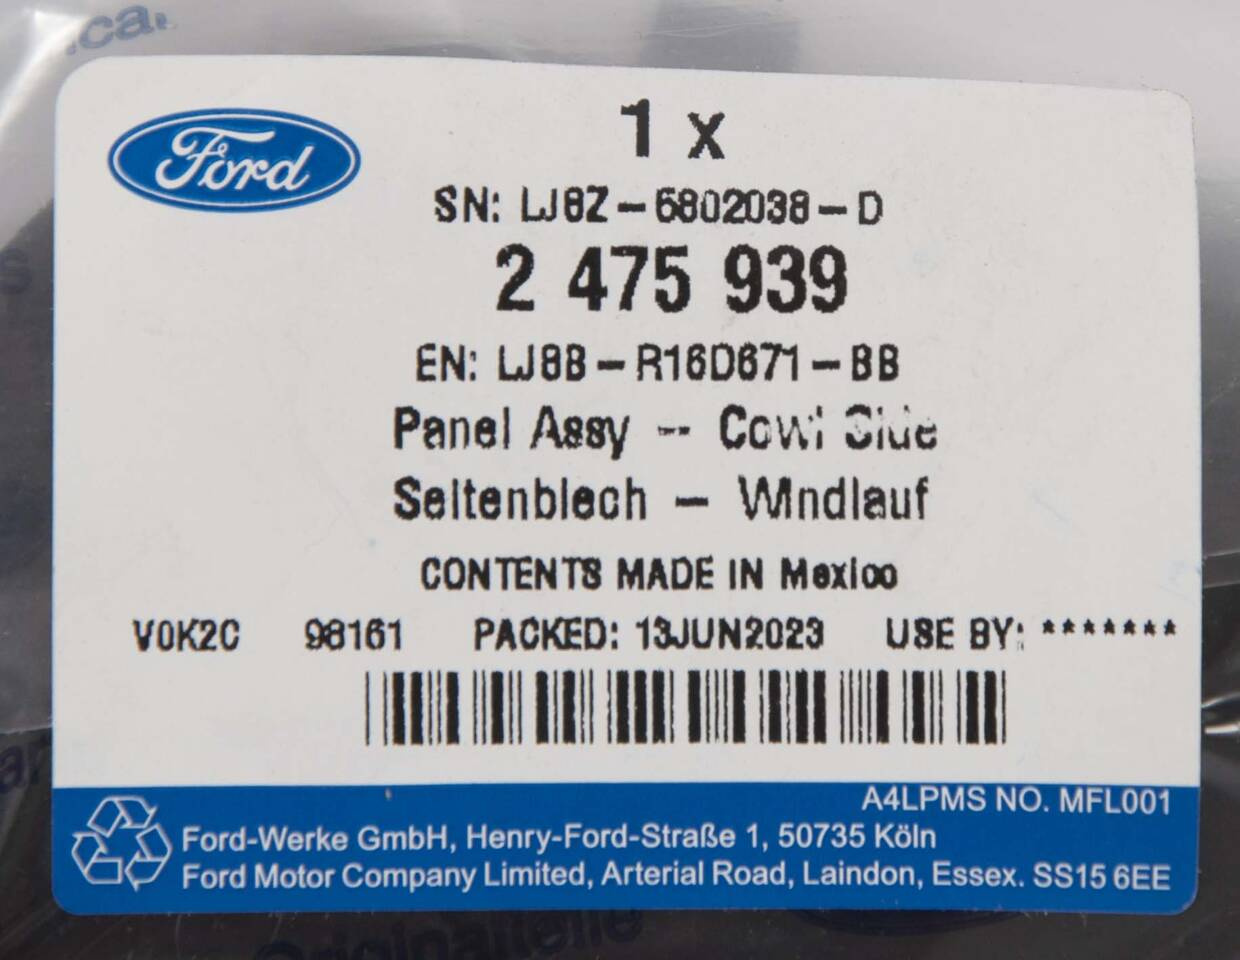 Ford
1 x
SN: LJ8Z-5802038-D
2 475 939
EN: LJ8B-R16D671-BB
Panel Assy -- Cowl Side
Seitenblech - Windlauf
CONTENTS MADE IN Mexico
V0K2C 98161 PACKED: 13JUN2023 USE BY: *******
A4LPMS NO. MFL001
Ford-Werke GmbH, Henry-Ford-Straße 1, 50735 Köln
Ford Motor Company Limited, Arterial Road, Laindon, Essex. SS15 6EE
Originalteile